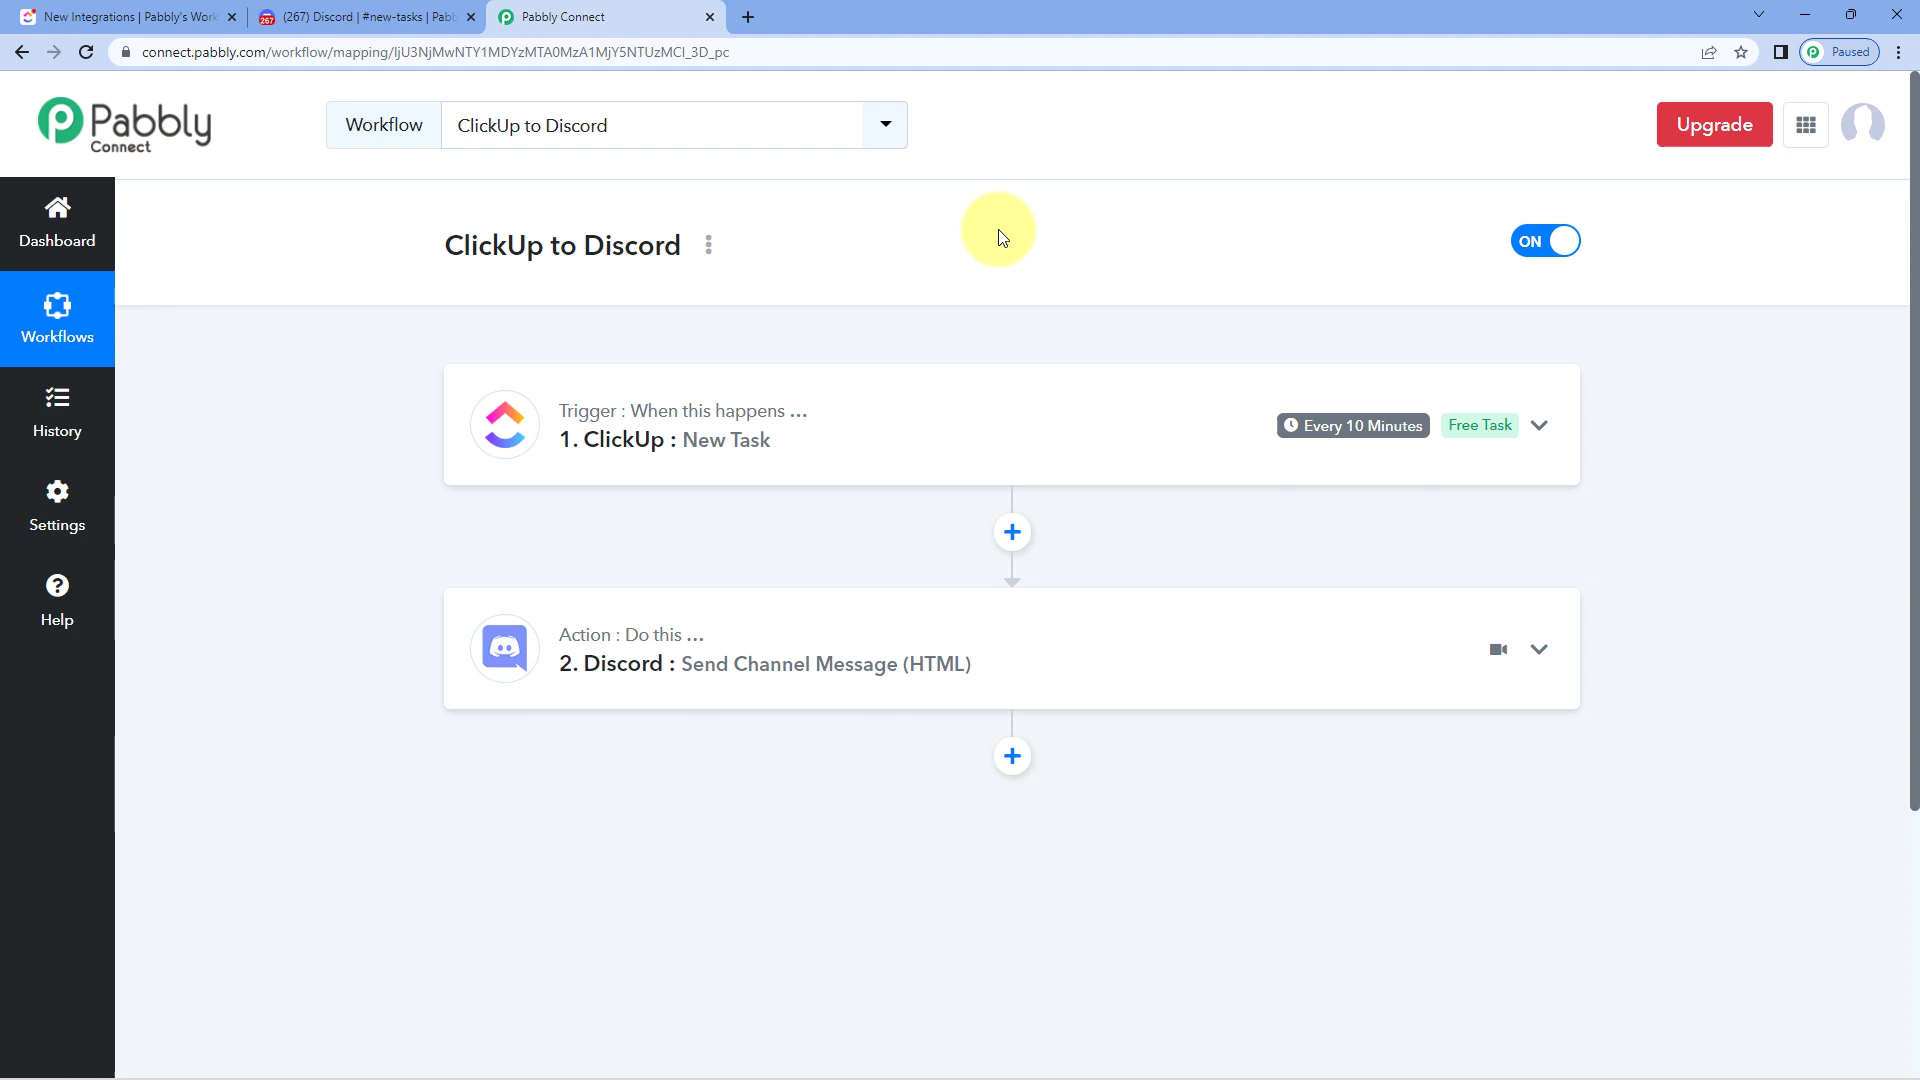 New Integrations | Pabbly's Work
(267) Discord | #new-tasks | Pabb
Pabbly Connect
connect.pabbly.com/workflow/mapping/IjU3NjMwNTY1MDYzMTA0MzA1MjY5NTUzMCI_3D_pc
Paused
Pabbly
Connect
Workflow
ClickUp to Discord
Upgrade
Dashboard
Workflows
History
Settings
Help
ClickUp to Discord
ON
Trigger : When this happens ...
1. ClickUp : New Task
Every 10 Minutes
Free Task
Action : Do this ...
2. Discord : Send Channel Message (HTML)